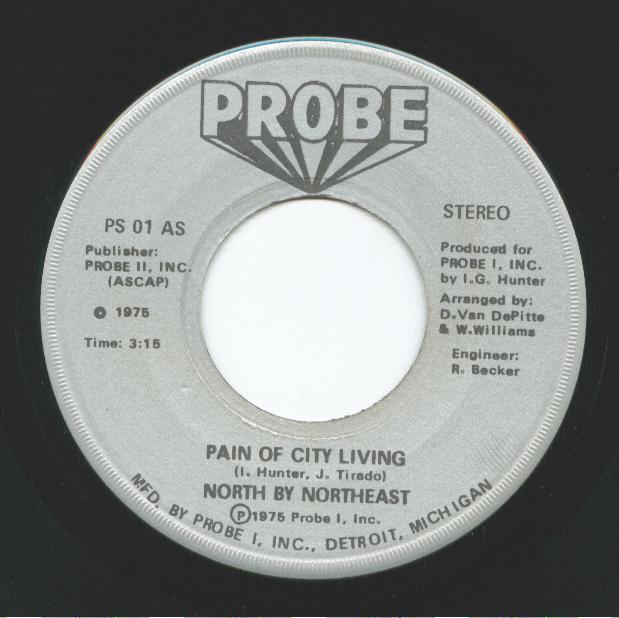 PROBE
PS 01 AS
Publisher:
PROBE II, INC.
(ASCAP)
© 1975
Time: 3:15
STEREO
Produced for
PROBE I, INC.
by I.G. Hunter
Arranged by:
D.Van DePitte
& W.Williams
Engineer:
R. Becker
PAIN OF CITY LIVING
(I. Hunter, J. Tirado)
NORTH BY NORTHEAST
Ⓟ1975 Probe I, Inc.
MFD. BY PROBE I, INC., DETROIT, MICHIGAN